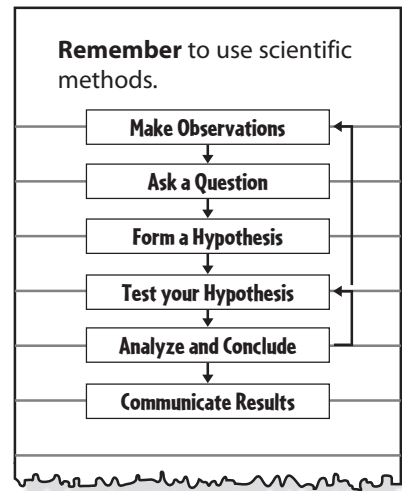 Remember to use scientific
methods.
Make Observations
Ask a Question
Form a Hypothesis
Test your Hypothesis
Analyze and Conclude
Communicate Results